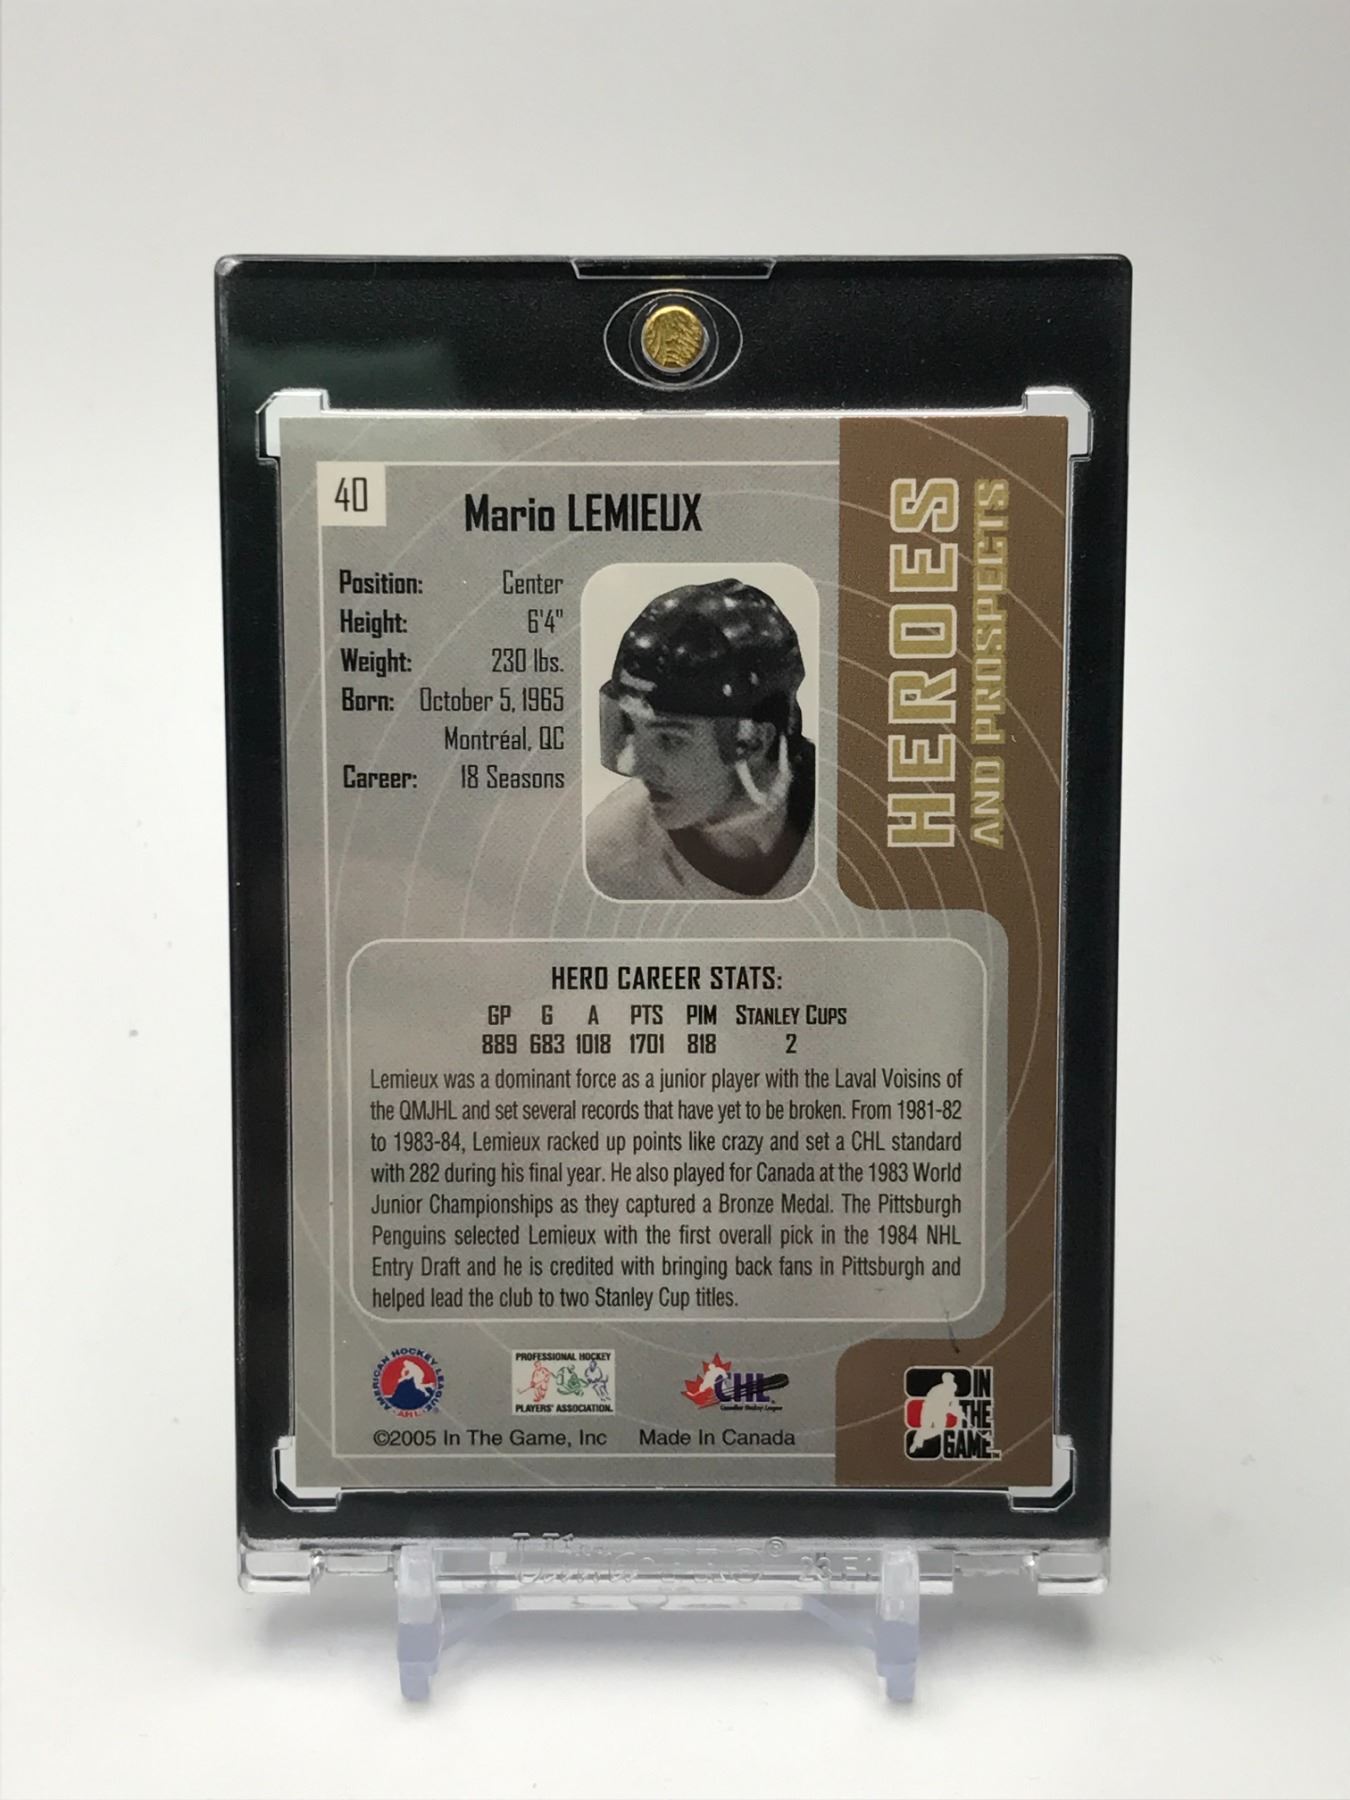 40
Mario LEMIEUX
Position: Center
Height: 6'4"
Weight: 230 lbs.
Born: October 5, 1965
Montréal, QC
Career: 18 Seasons
HEROES
AND PROSPECTS
HERO CAREER STATS:
GP G A PTS PIM STANLEY CUPS
889 683 1018 1701 818 2
Lemieux was a dominant force as a junior player with the Laval Voisins of
the QMJHL and set several records that have yet to be broken. From 1981-82
to 1983-84, Lemieux racked up points like crazy and set a CHL standard
with 282 during his final year. He also played for Canada at the 1983 World
Junior Championships as they captured a Bronze Medal. The Pittsburgh
Penguins selected Lemieux with the first overall pick in the 1984 NHL
Entry Draft and he is credited with bringing back fans in Pittsburgh and
helped lead the club to two Stanley Cup titles.
AMERICAN HOCKEY LEAGUE
AHL
PROFESSIONAL HOCKEY
PLAYERS' ASSOCIATION.
CHL
Canadian Hockey League
IN
THE
GAME
©2005 In The Game, Inc Made In Canada